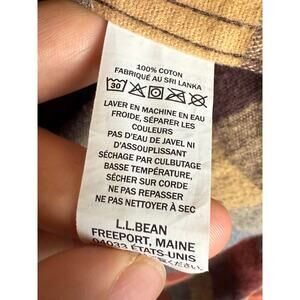 100% COTON
FABRIQUÉ AU SRI LANKA
30
LAVER EN MACHINE EN EAU
FROIDE, SÉPARER LES
COULEURS
PAS D'EAU DE JAVEL NI
D'ASSOUPLISSANT
SÉCHAGE PAR CULBUTAGE
BASSE TEMPÉRATURE,
SÉCHER SUR CORDE
NE PAS REPASSER
NE PAS NETTOYER À SEC
L.L.BEAN
FREEPORT, MAINE
04033 ÉTATS-UNIS